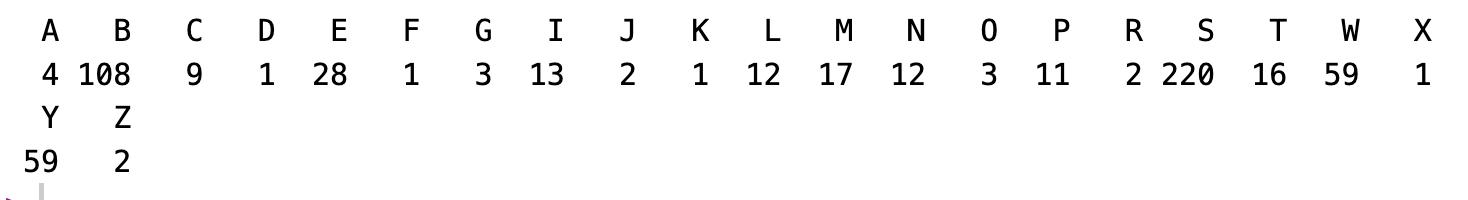 A B C D E F G I J K L M N O P R S T W X
4 108 9 1 28 1 3 13 2 1 12 17 12 3 11 2 220 16 59 1
Y Z
59 2